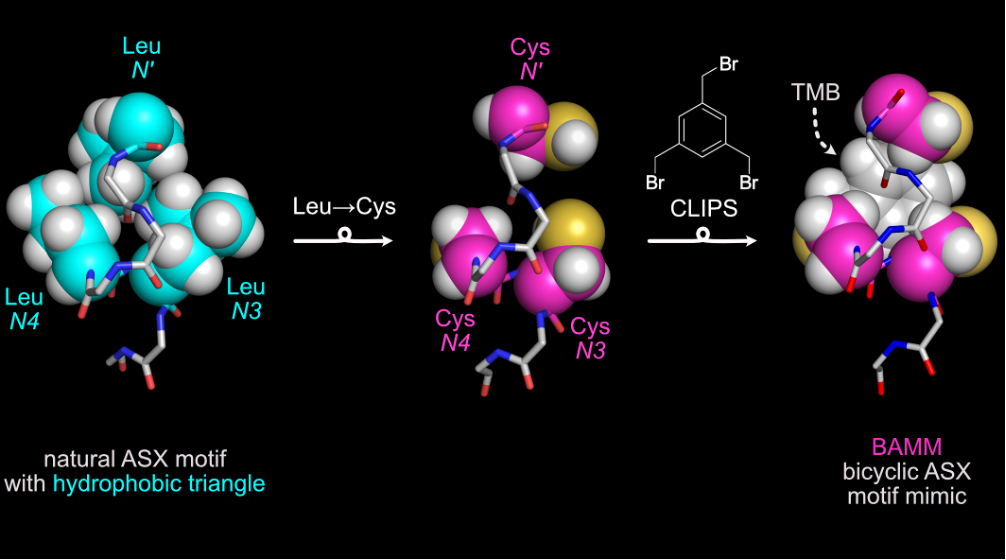 Leu
N'
Leu
N4
Leu
N3
Leu→Cys
Cys
N'
Cys
N4
Cys
N3
Br
Br
Br
CLIPS
TMB
natural ASX motif
with hydrophobic triangle
BAMM
bicyclic ASX
motif mimic